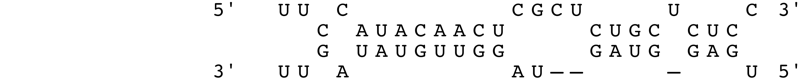 5' UU C CGCU U C 3'
C AUACAACU CUGC CUC
G UAUGUUGG GAUG GAG
3' UU A AU–– – U 5'